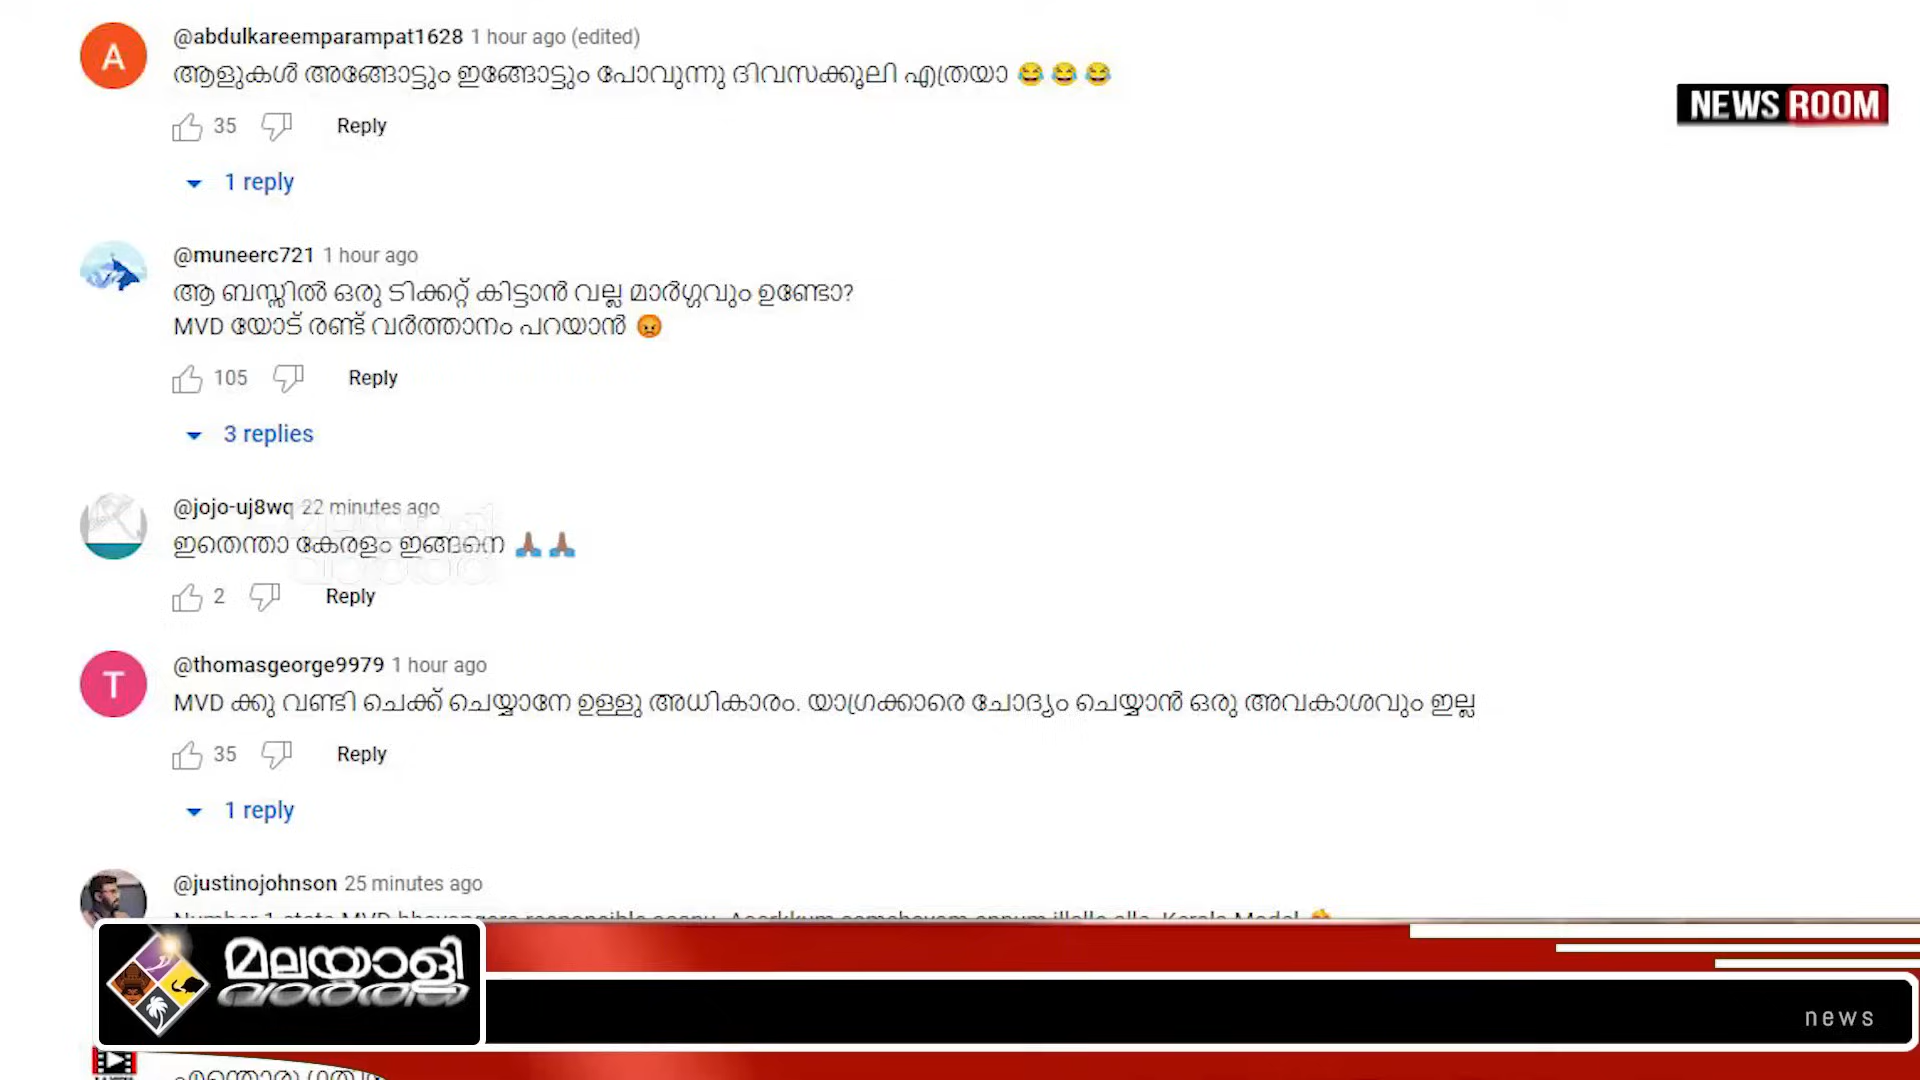 A
@abdulkareemparampat1628 1 hour ago (edited)
ആളുകൾ അങ്ങോട്ടും ഇങ്ങോട്ടും പോവുന്നു ദിവസക്കൂലി എത്രയാ 😂😂😂
35 Reply
1 reply
NEWS ROOM
@muneerc721 1 hour ago
ആ ബസ്സിൽ ഒരു ടിക്കറ്റ് കിട്ടാൻ വല്ല മാർഗ്ഗവും ഉണ്ടോ?
MVD യോട് രണ്ട് വർത്താനം പറയാൻ 😡
105 Reply
3 replies
@jojo-uj8wq 22 minutes ago
ഇതെന്താ കേരളം ഇങ്ങനെ 🙏🏾🙏🏾
2 Reply
T
@thomasgeorge9979 1 hour ago
MVD ക്കു വണ്ടി ചെക്ക് ചെയ്യാനേ ഉള്ളു അധികാരം. യാഗ്രക്കാരെ ചോദ്യം ചെയ്യാൻ ഒരു അവകാശവും ഇല്ല
35 Reply
1 reply
@justinojohnson 25 minutes ago
മലയാളി
വാർത്ത
news